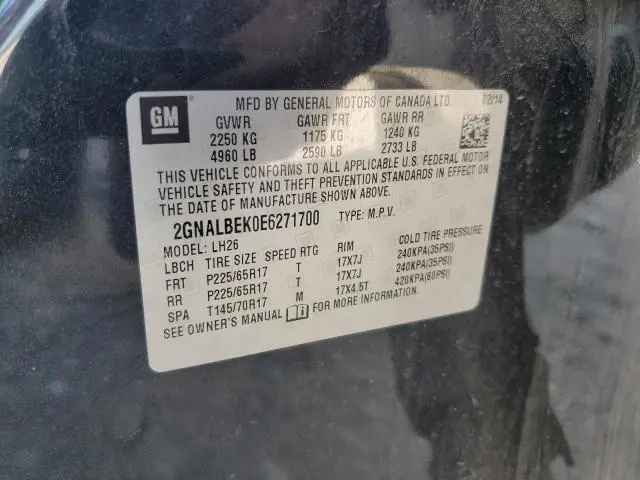 GM
MFD BY GENERAL MOTORS OF CANADA LTD. 02/14
GVWR GAWR FRT GAWR RR
2250 KG 1175 KG 1240 KG
4960 LB 2590 LB 2733 LB
THIS VEHICLE CONFORMS TO ALL APPLICABLE U.S. FEDERAL MOTOR
VEHICLE SAFETY AND THEFT PREVENTION STANDARDS IN EFFECT ON
THE DATE OF MANUFACTURE SHOWN ABOVE.
2GNALBEK0E6271700 TYPE: M.P.V.
MODEL: LH26
LBCH TIRE SIZE SPEED RTG RIM COLD TIRE PRESSURE
FRT P225/65R17 T 17X7J 240KPA(35PSI)
RR P225/65R17 T 17X7J 240KPA(35PSI)
SPA T145/70R17 M 17X4.5T 420KPA(60PSI)
SEE OWNER'S MANUAL FOR MORE INFORMATION.